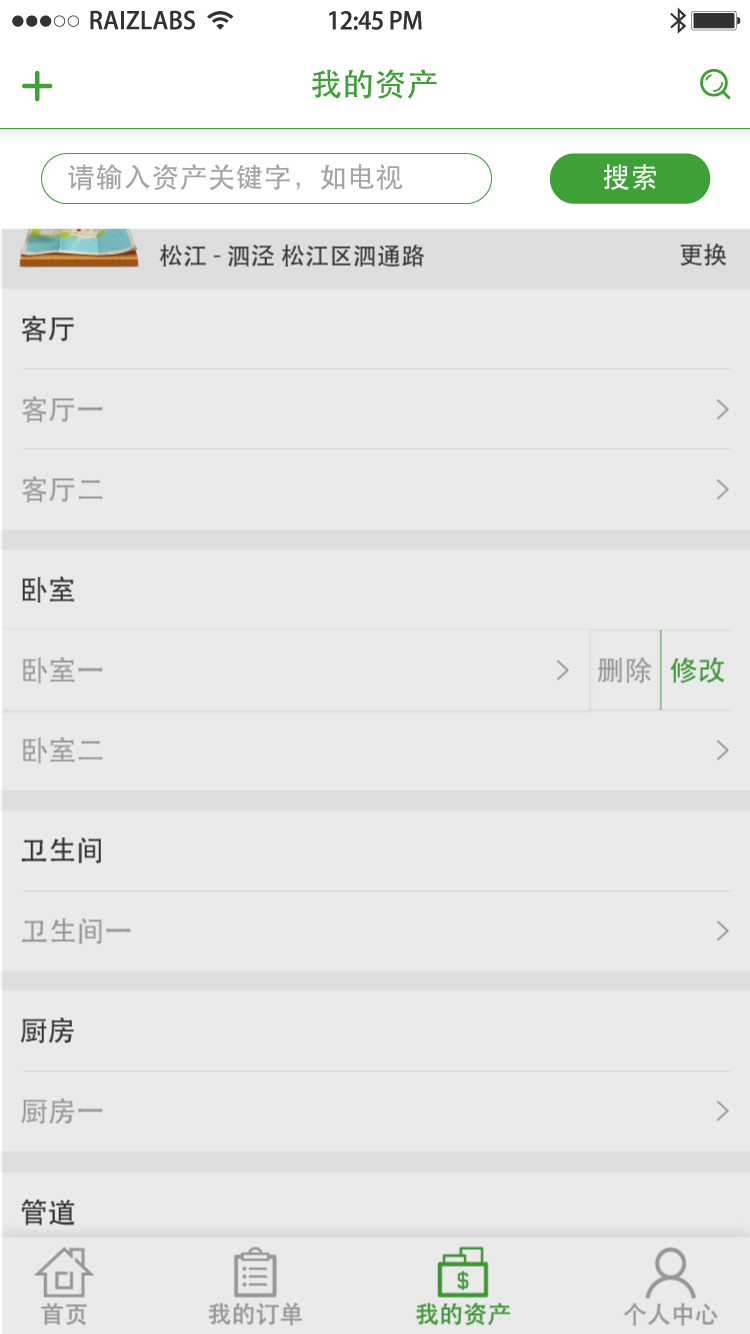 RAIZLABS 12:45 PM
我的资产
请输入资产关键字，如电视 搜索
松江 - 泗泾 松江区泗通路 更换
客厅
客厅一
客厅二
卧室
卧室一 删除 修改
卧室二
卫生间
卫生间一
厨房
厨房一
管道
$
首页 我的订单 我的资产 个人中心